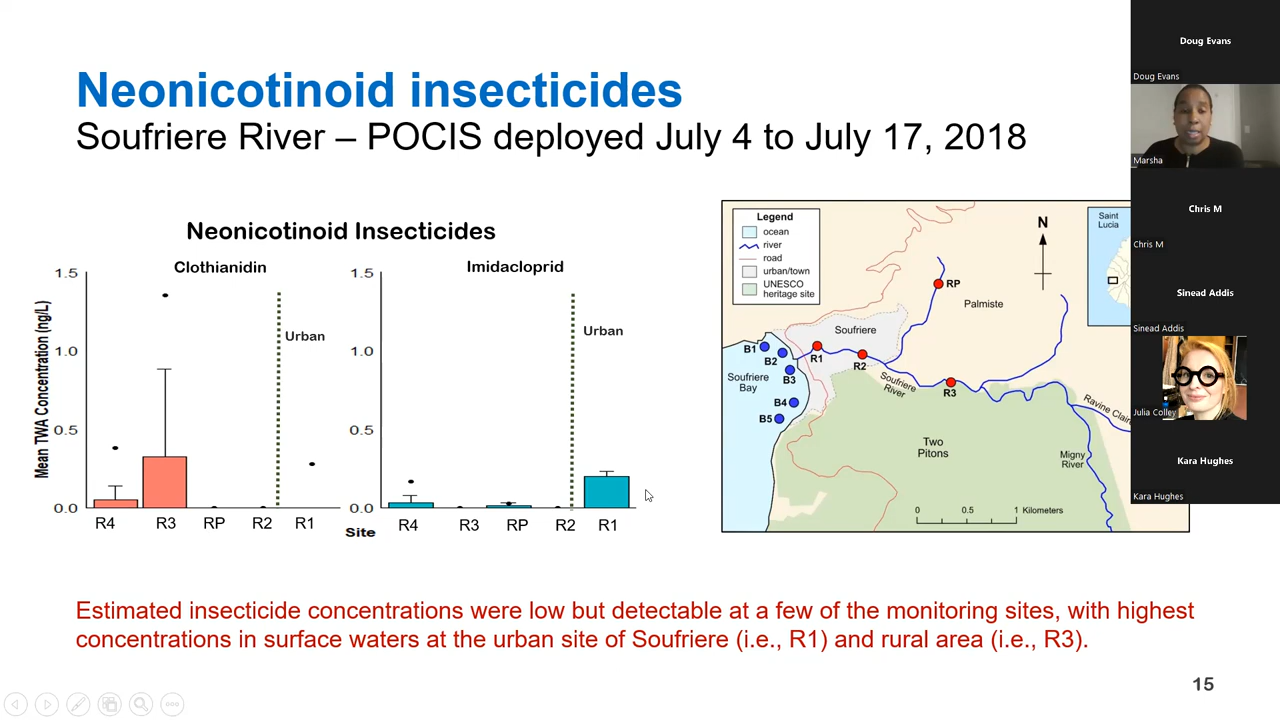 Neonicotinoid insecticides
Soufriere River – POCIS deployed July 4 to July 17, 2018
Neonicotinoid Insecticides
Clothianidin
Imidacloprid
Mean TWA Concentration (ng/L)
1.5
1.0
0.5
0.0
Urban
R4 R3 RP R2 R1
1.5
1.0
0.5
0.0
Urban
R4 R3 RP R2 R1
Site
Legend
ocean
river
road
urban/town
UNESCO
heritage site
N
Saint
Lucia
RP
Palmiste
Soufriere
B1
B2
B3
B4
B5
R1
R2
R3
Soufriere
Bay
Soufriere
River
Ravine Clair
Two
Pitons
Migny
River
0 0.5 1 Kilometers
Estimated insecticide concentrations were low but detectable at a few of the monitoring sites, with highest
concentrations in surface waters at the urban site of Soufriere (i.e., R1) and rural area (i.e., R3).
15
Doug Evans
Doug Evans
Marsha
Chris M
Chris M
Sinead Addis
Sinead Addis
Julia Colley
Kara Hughes
Kara Hughes